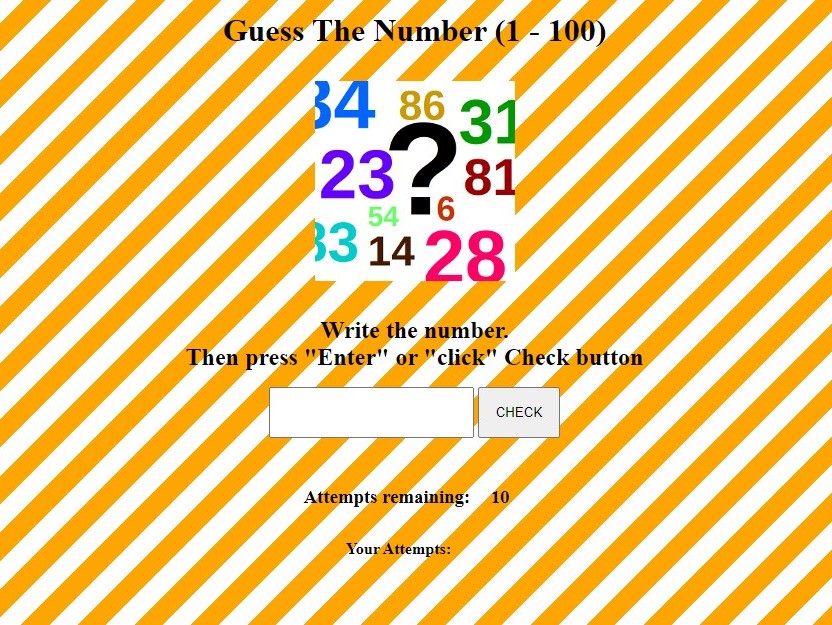 Guess The Number (1 - 100)
34 86 31
23 ? 81
54 6
33 14 28
Write the number.
Then press "Enter" or "click" Check button
CHECK
Attempts remaining: 10
Your Attempts: